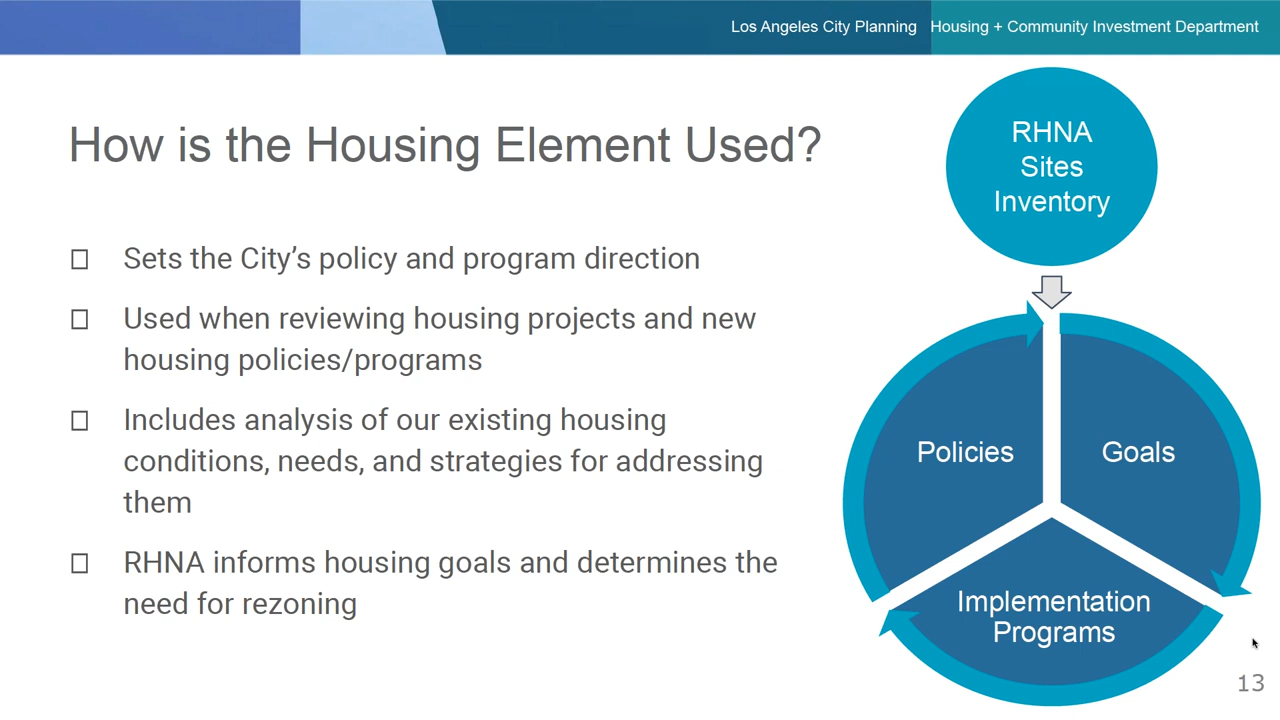 Los Angeles City Planning Housing + Community Investment Department
How is the Housing Element Used?
Sets the City’s policy and program direction
Used when reviewing housing projects and new
housing policies/programs
Includes analysis of our existing housing
conditions, needs, and strategies for addressing
them
RHNA informs housing goals and determines the
need for rezoning
RHNA
Sites
Inventory
Policies
Goals
Implementation
Programs
13